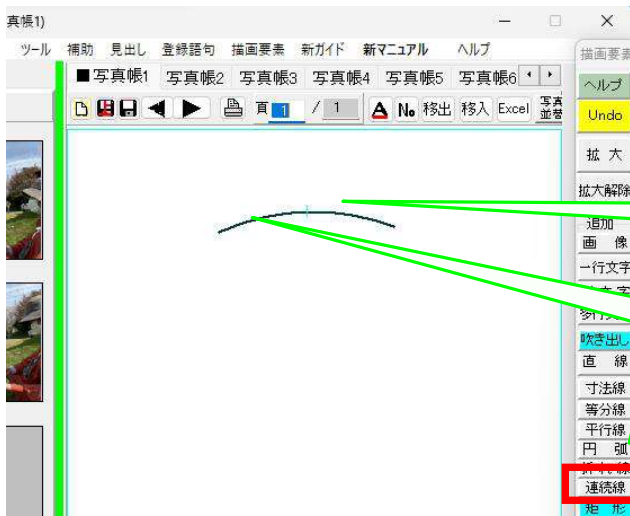 真帳1)
ツール 補助 見出し 登録語句 描画要素 新ガイド 新マニュアル ヘルプ
■写真帳1 写真帳2 写真帳3 写真帳4 写真帳5 写真帳6
頁 1 / 1 A No 移出 移入 Excel 写真並替
描画要素
ヘルプ
Undo
拡 大
拡大解除
追加
画 像
一行文字
吹き出し
直 線
寸法線
等分線
平行線
円 弧
連続線
矩 形